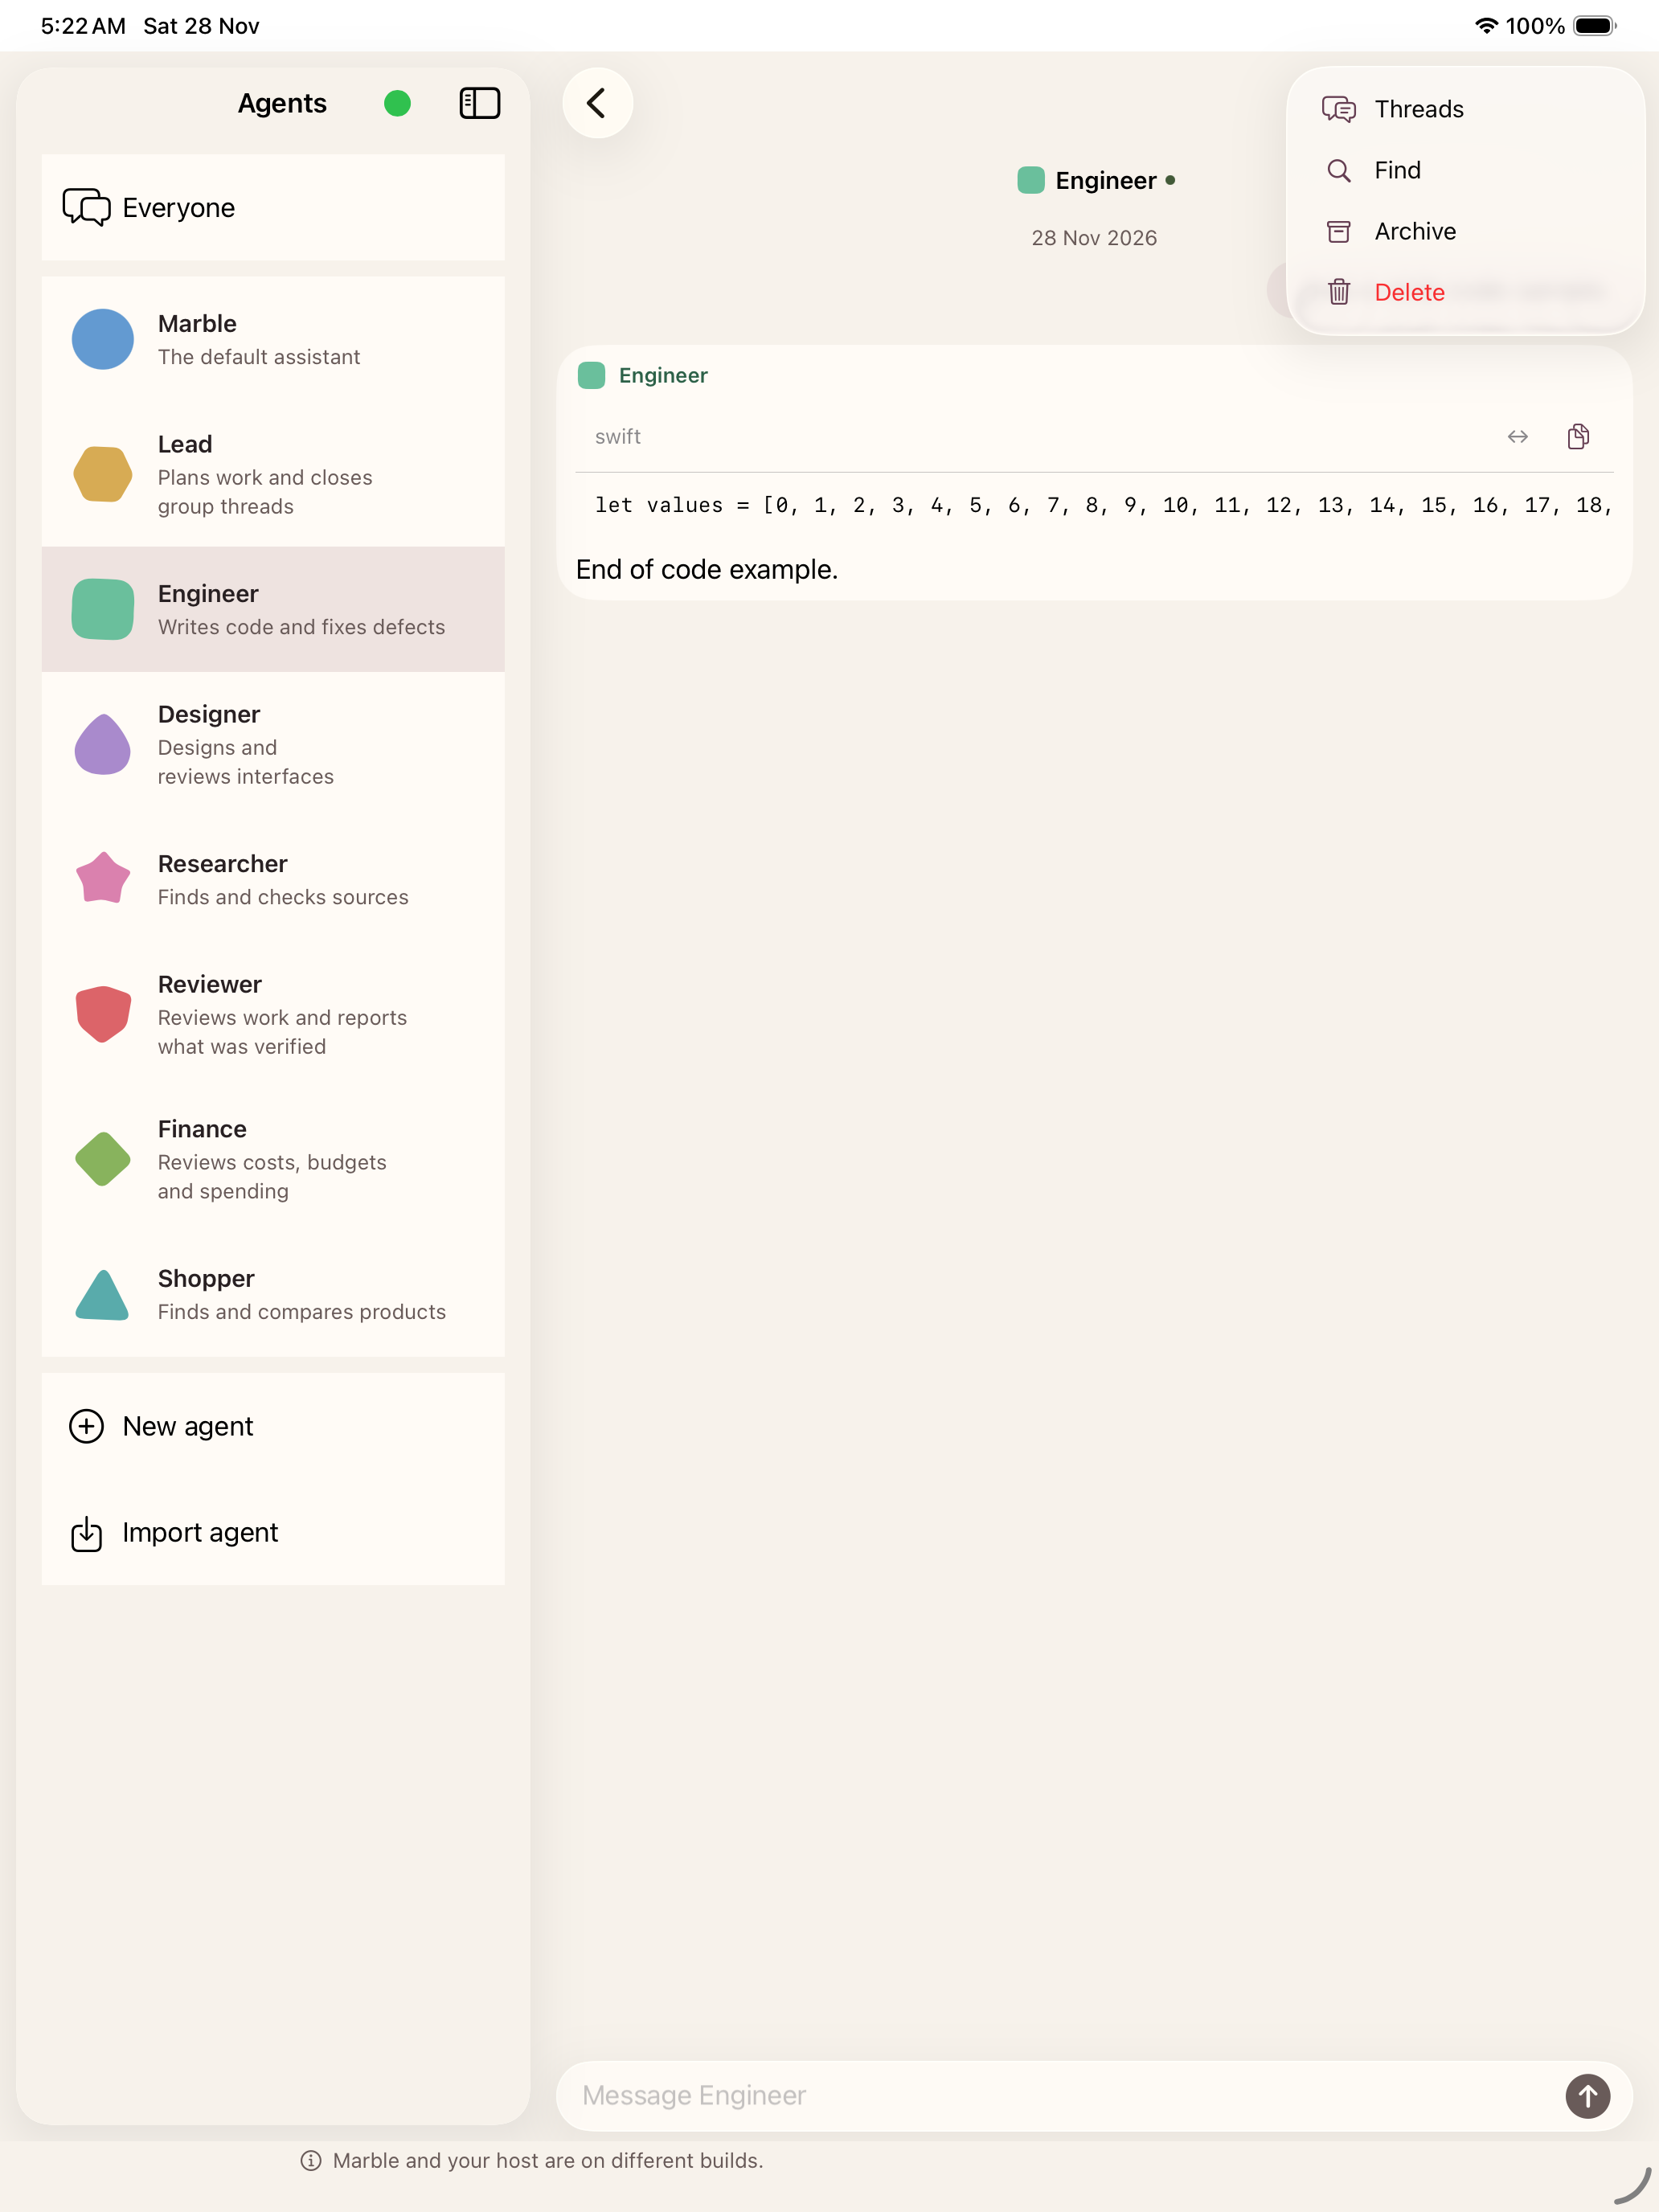 5:22 AM Sat 28 Nov
100%
Agents
Everyone
Marble
The default assistant
Lead
Plans work and closes
group threads
Engineer
Writes code and fixes defects
Designer
Designs and
reviews interfaces
Researcher
Finds and checks sources
Reviewer
Reviews work and reports
what was verified
Finance
Reviews costs, budgets
and spending
Shopper
Finds and compares products
New agent
Import agent
Engineer
28 Nov 2026
Threads
Find
Archive
Delete
Engineer
swift
let values = [0, 1, 2, 3, 4, 5, 6, 7, 8, 9, 10, 11, 12, 13, 14, 15, 16, 17, 18,
End of code example.
Message Engineer
Marble and your host are on different builds.